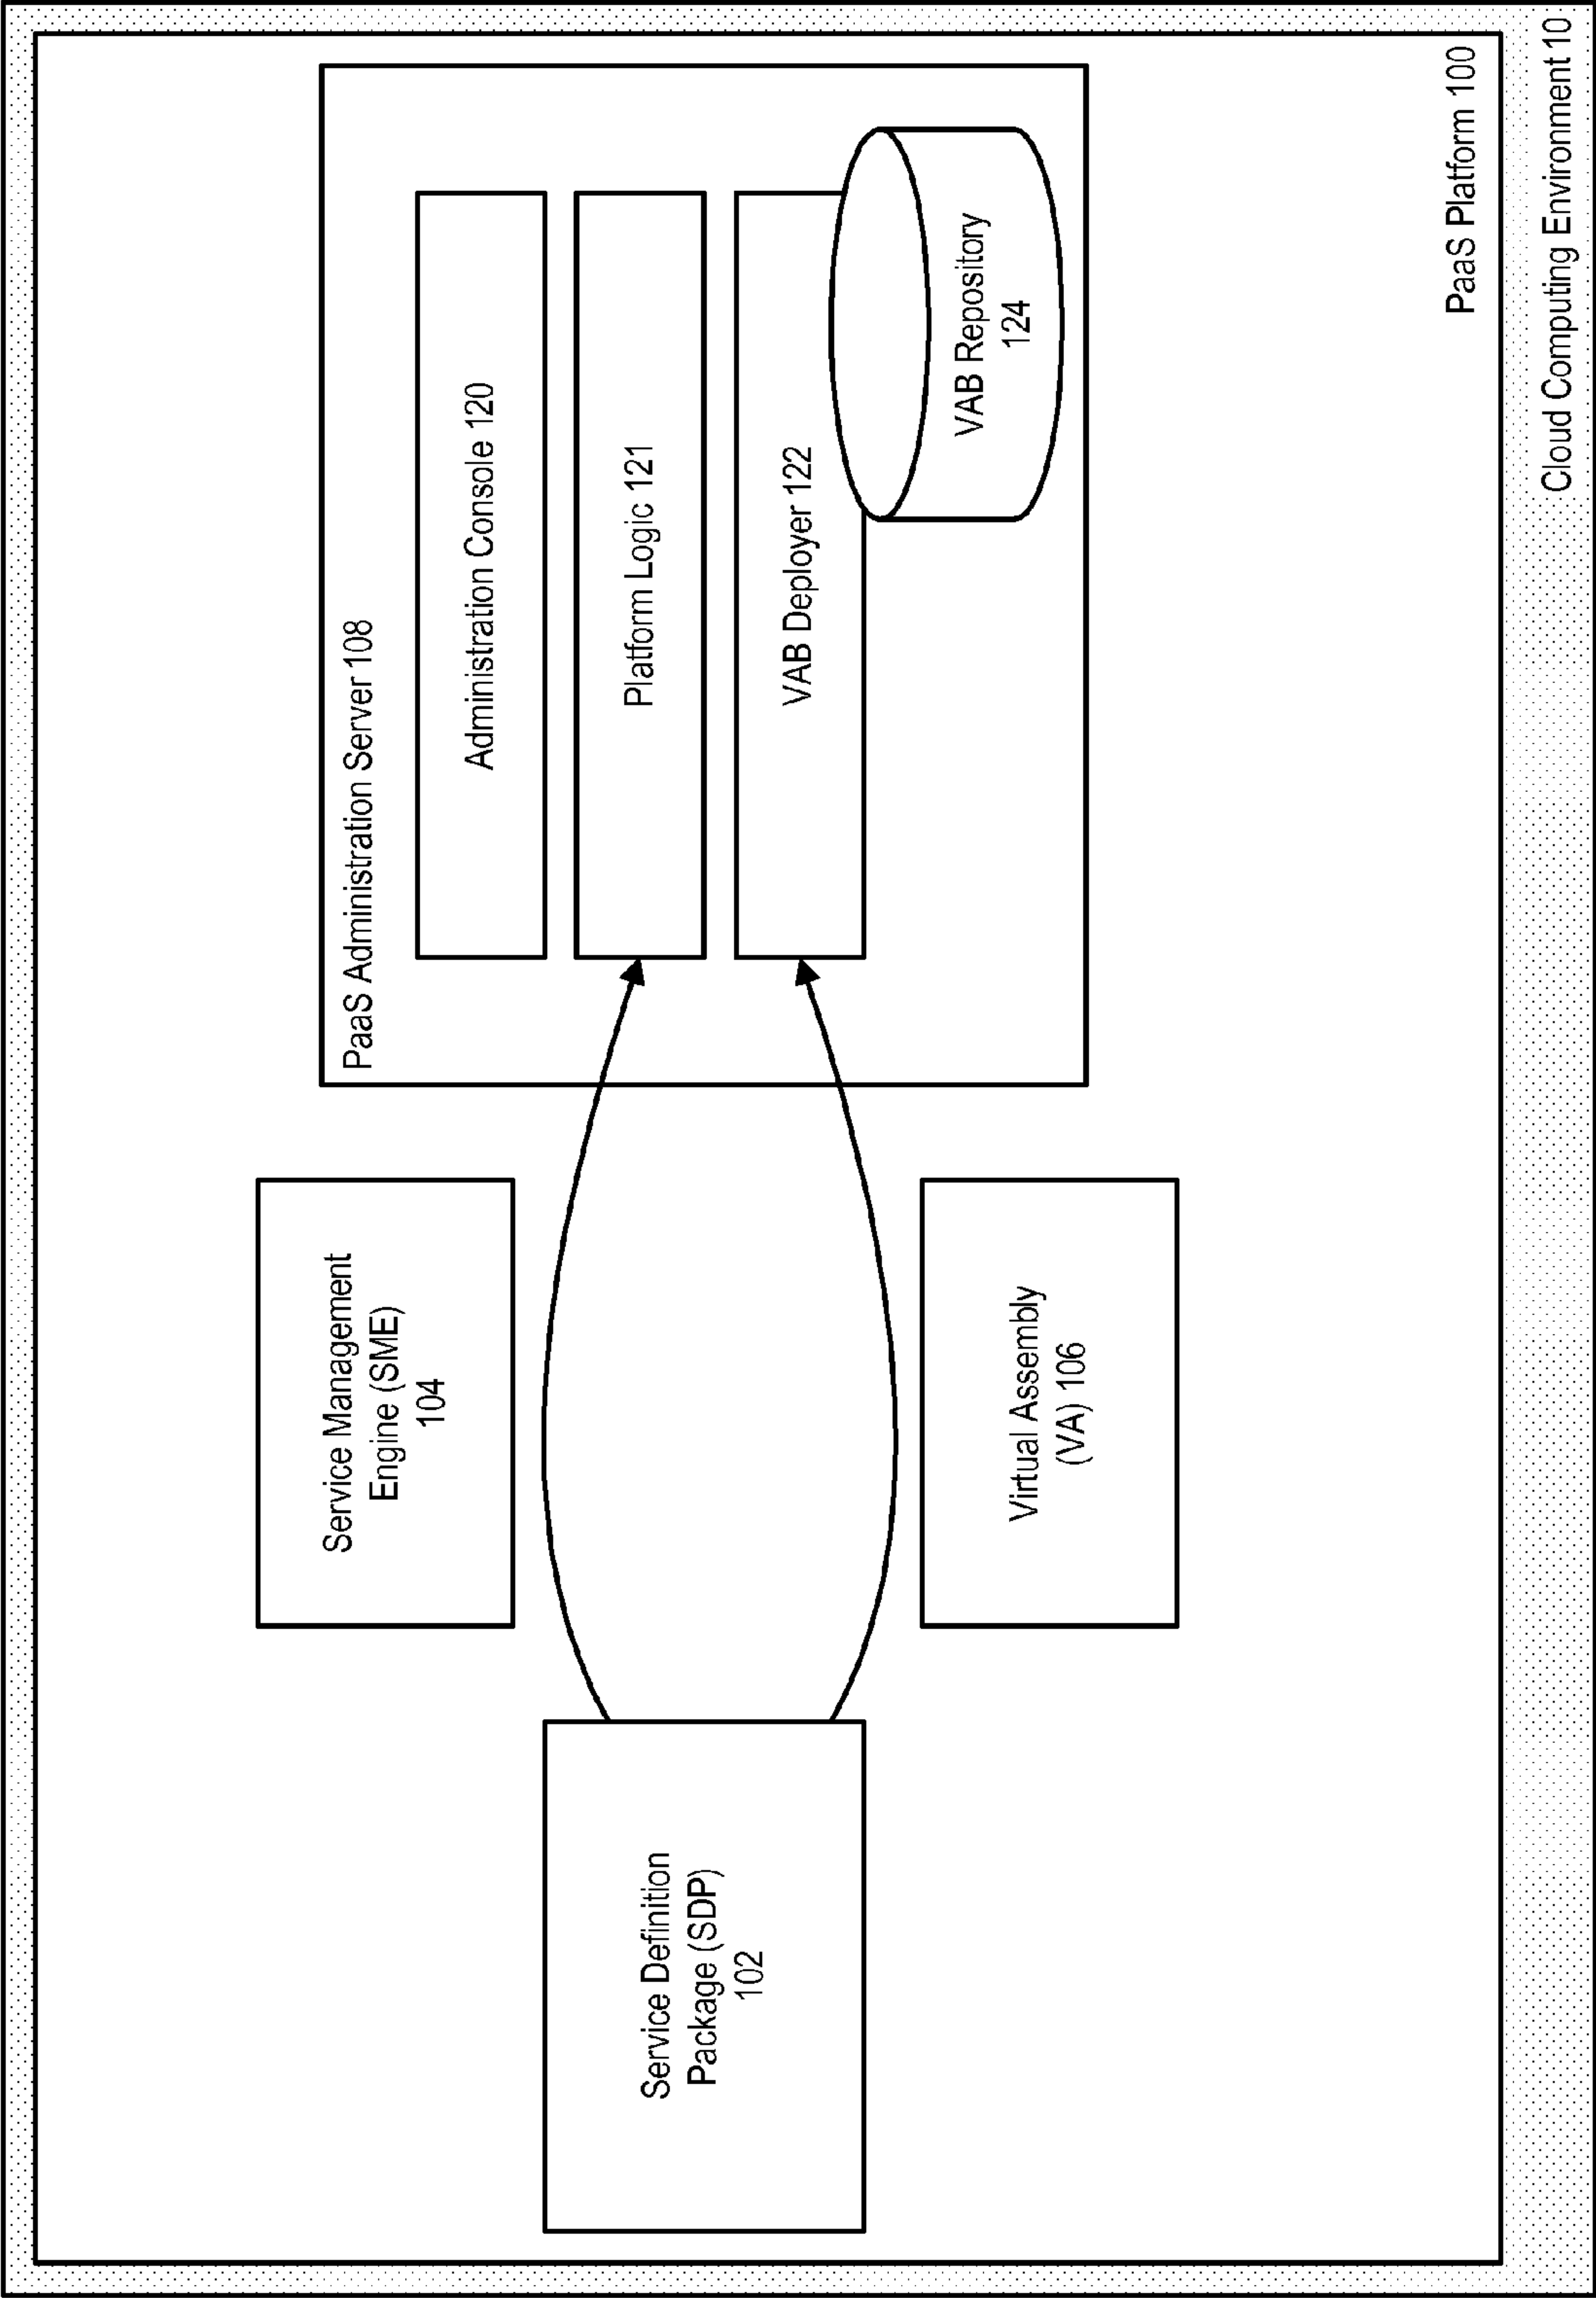 Service Definition
Package (SDP)
102
Service Management
Engine (SME)
104
Virtual Assembly
(VA) 106
PaaS Administration Server 108
Administration Console 120
Platform Logic 121
VAB Deployer 122
VAB Repository
124
PaaS Platform 100
Cloud Computing Environment 10